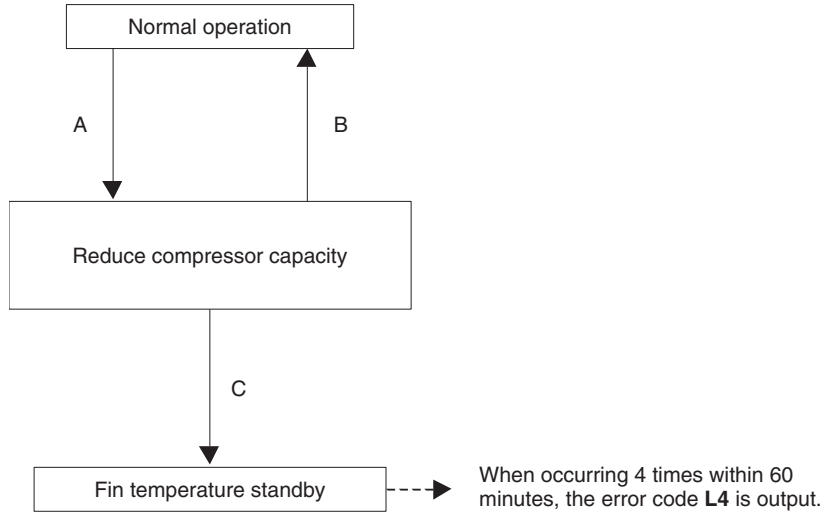 Normal operation
A
B
Reduce compressor capacity
C
Fin temperature standby
When occurring 4 times within 60
minutes, the error code L4 is output.